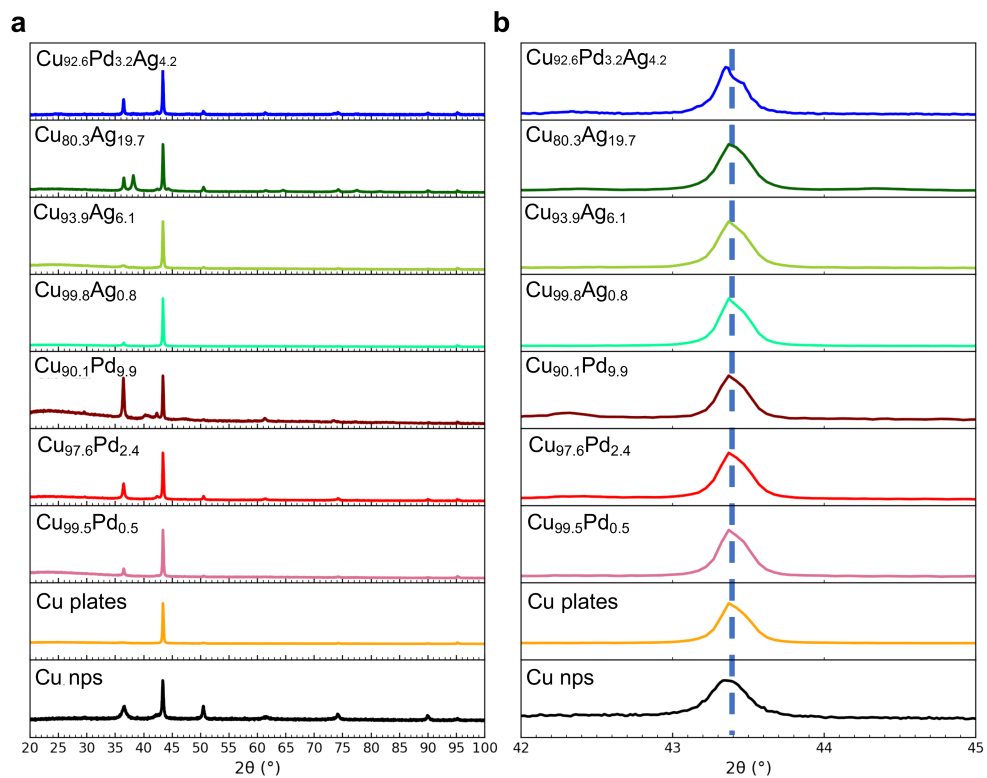 a
Cu92.6Pd3.2Ag4.2
Cu80.3Ag19.7
Cu93.9Ag6.1
Cu99.8Ag0.8
Cu90.1Pd9.9
Cu97.6Pd2.4
Cu99.5Pd0.5
Cu plates
Cu nps
20 25 30 35 40 45 50 55 60 65 70 75 80 85 90 95 100
2θ (°)
b
Cu92.6Pd3.2Ag4.2
Cu80.3Ag19.7
Cu93.9Ag6.1
Cu99.8Ag0.8
Cu90.1Pd9.9
Cu97.6Pd2.4
Cu99.5Pd0.5
Cu plates
Cu nps
42 43 44 45
2θ (°)